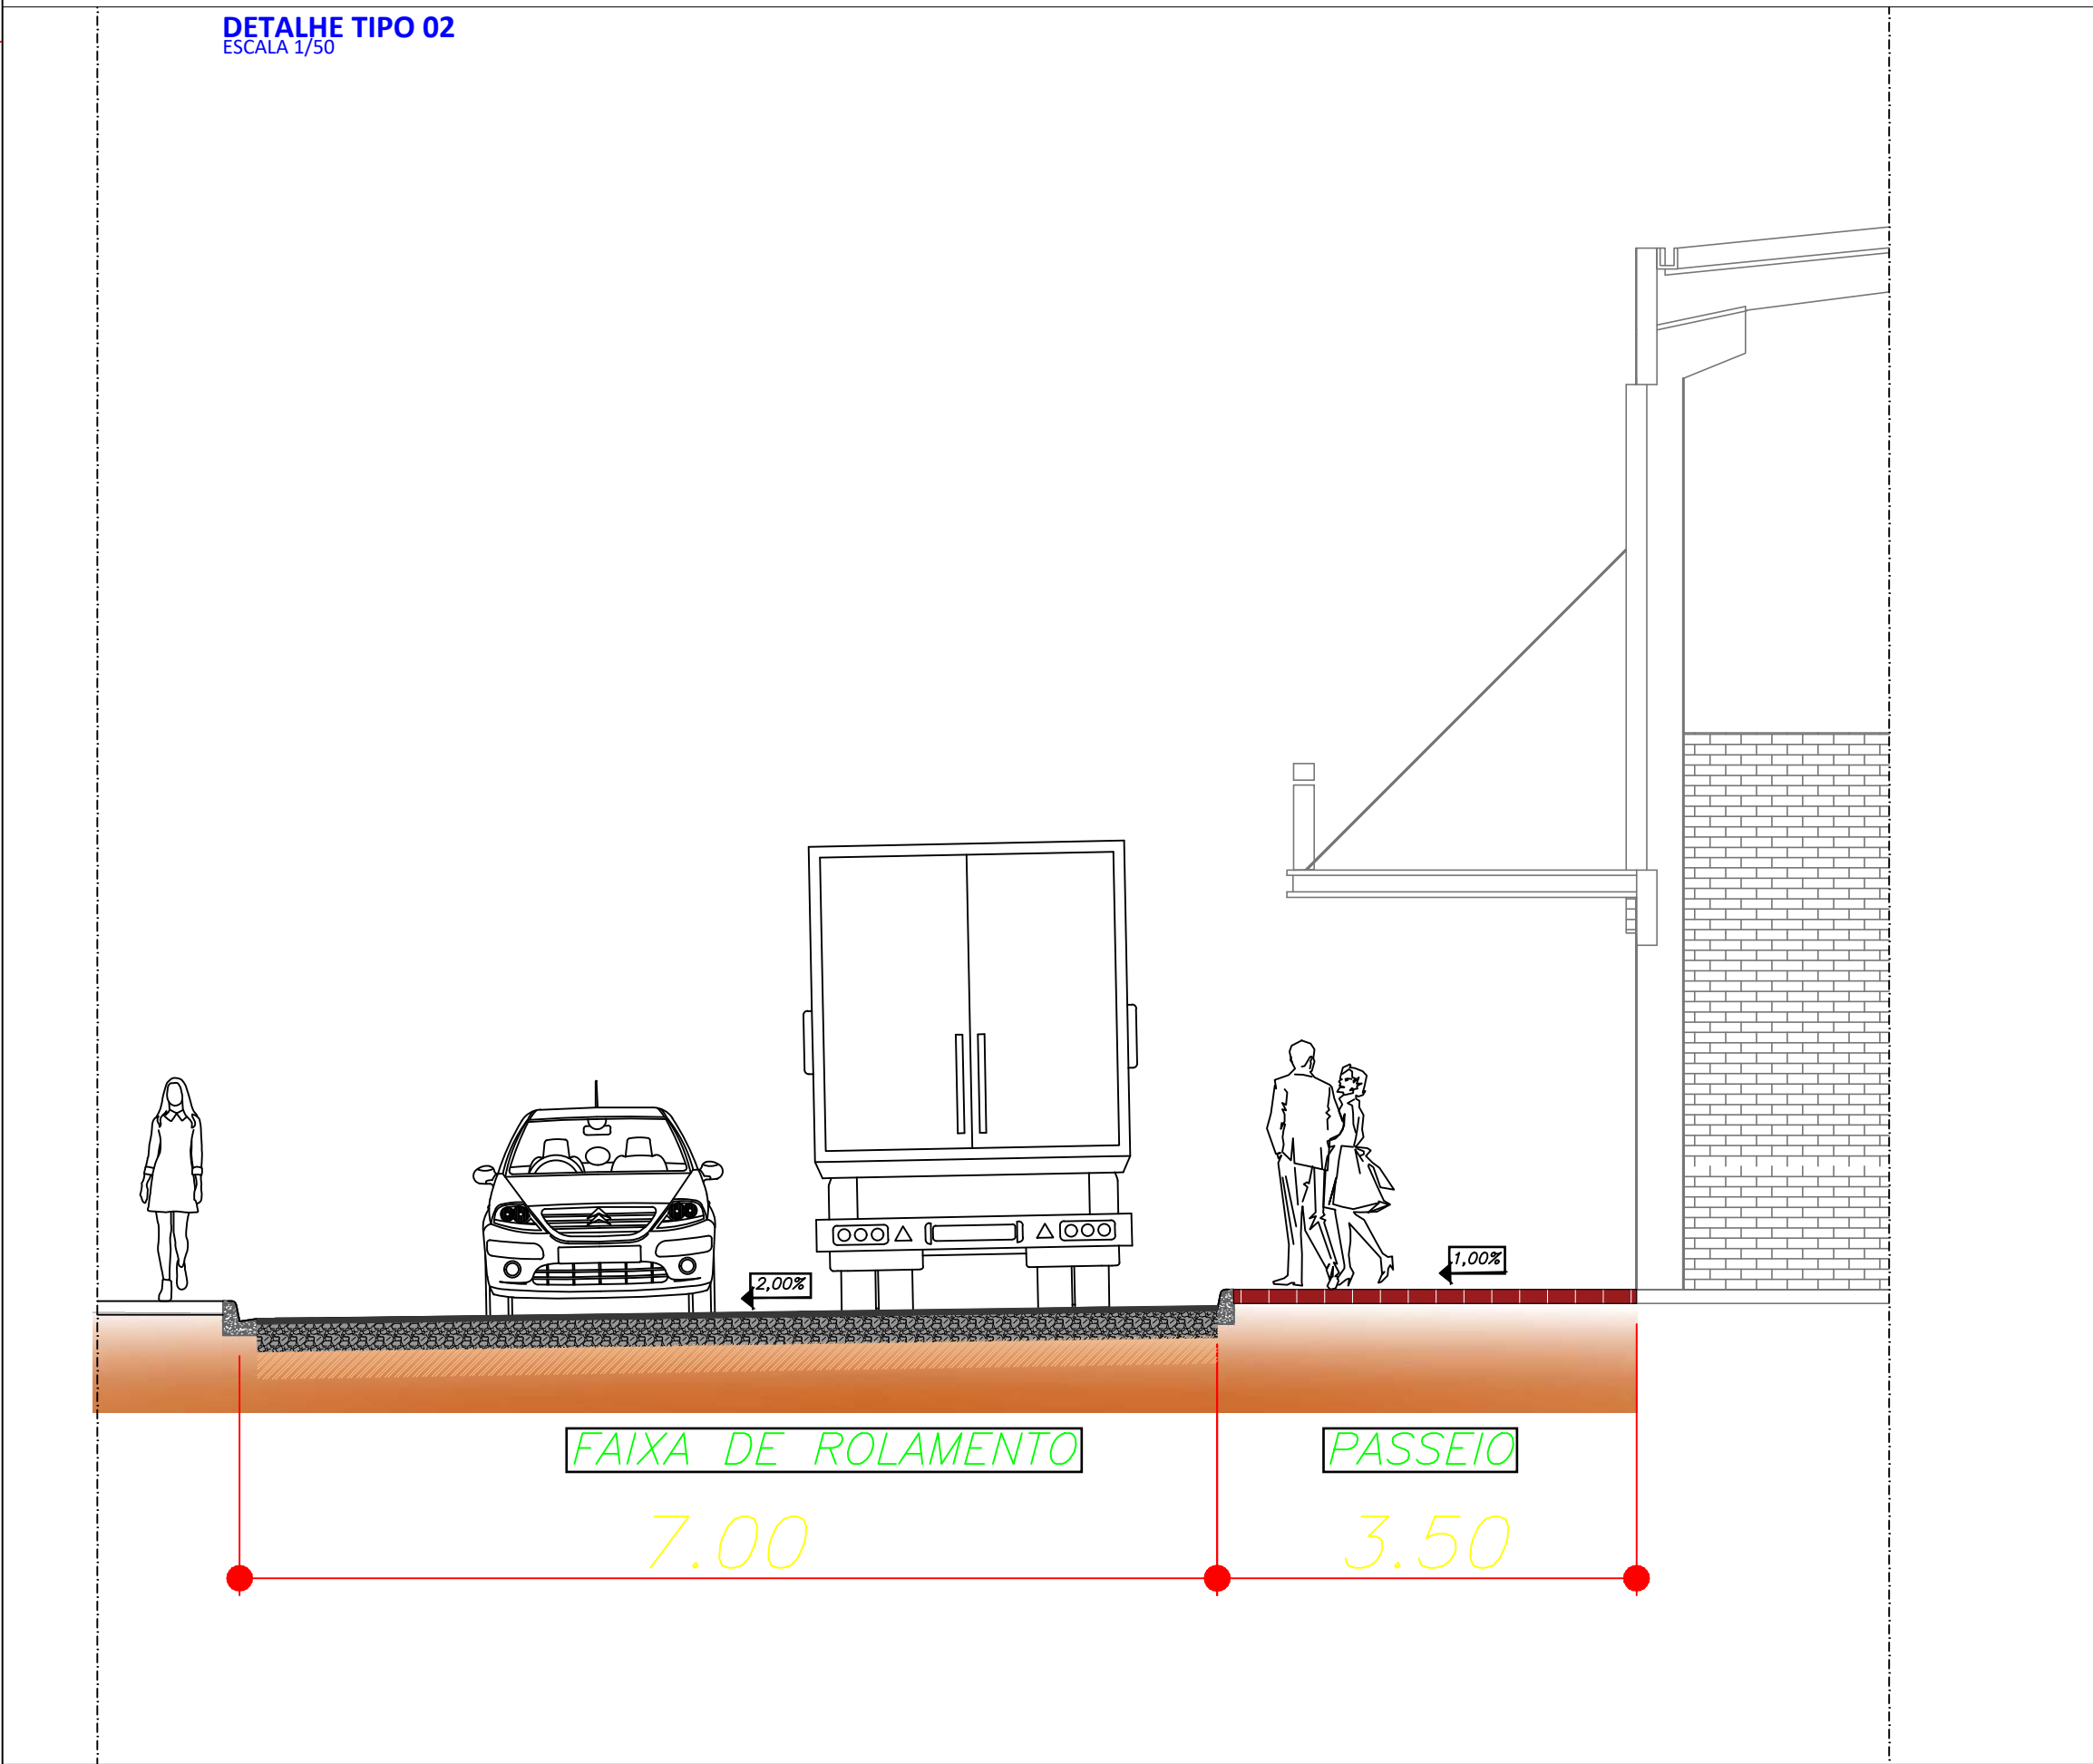 DETALHE TIPO 02
ESCALA 1/50
2,00%
1,00%
FAIXA DE ROLAMENTO
PASSEIO
7.00
3.50